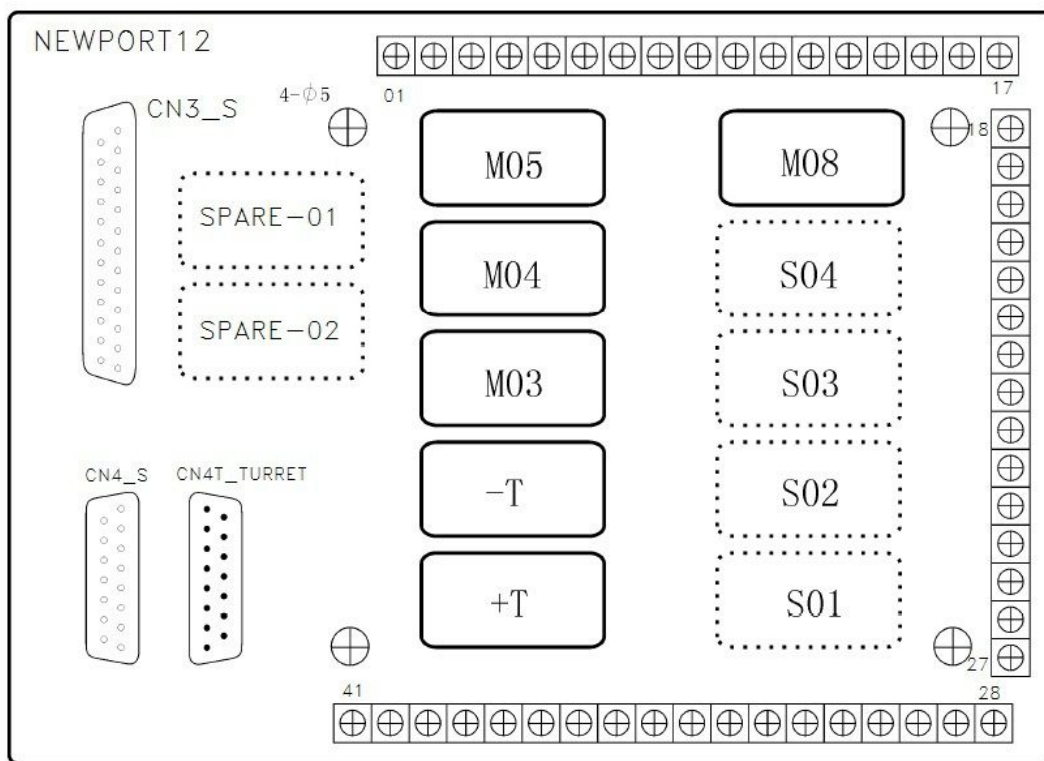 NEWPORT12
CN3_S
4-φ5
01
17
18
M05
M08
SPARE-01
M04
S04
SPARE-02
M03
S03
CN4_S
CN4T_TURRET
-T
S02
+T
S01
27
41
28